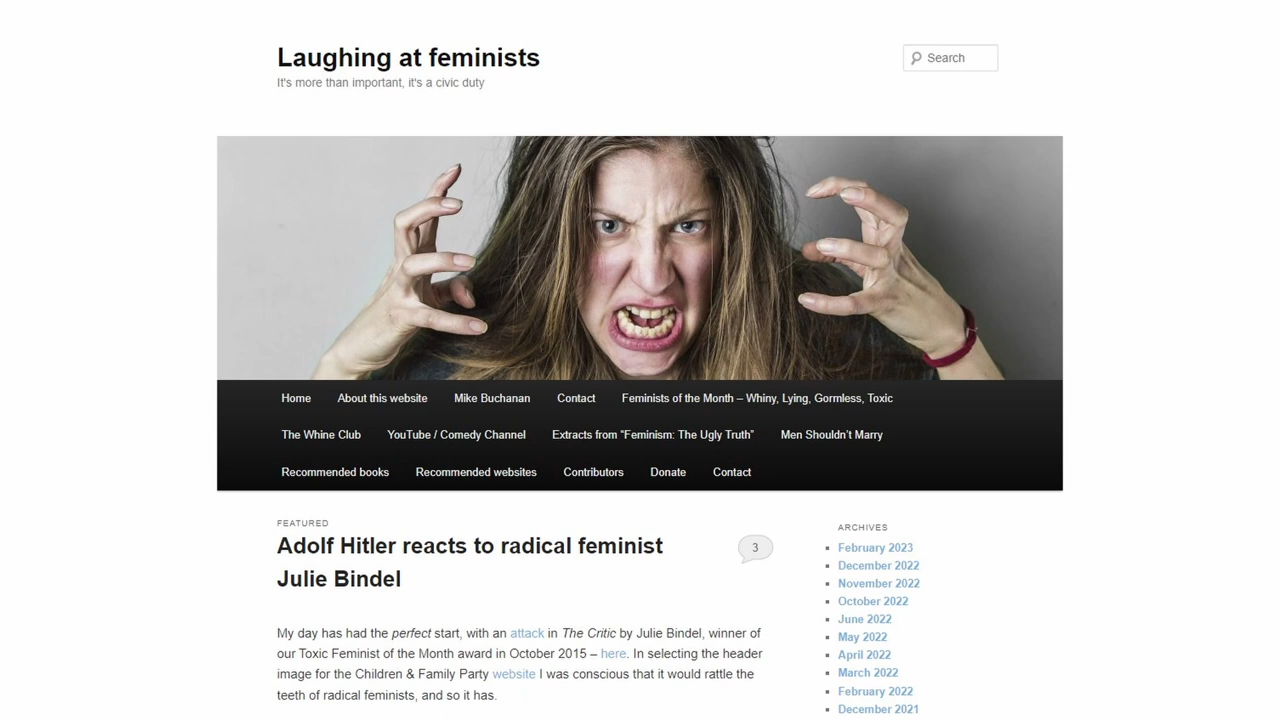 Laughing at feminists
It's more than important, it's a civic duty
Search
Home About this website Mike Buchanan Contact Feminists of the Month – Whiny, Lying, Gormless, Toxic
The Whine Club YouTube / Comedy Channel Extracts from “Feminism: The Ugly Truth” Men Shouldn’t Marry
Recommended books Recommended websites Contributors Donate Contact
FEATURED
Adolf Hitler reacts to radical feminist
Julie Bindel
3
My day has had the perfect start, with an attack in The Critic by Julie Bindel, winner of
our Toxic Feminist of the Month award in October 2015 – here. In selecting the header
image for the Children & Family Party website I was conscious that it would rattle the
teeth of radical feminists, and so it has.
ARCHIVES
February 2023
December 2022
November 2022
October 2022
June 2022
May 2022
April 2022
March 2022
February 2022
December 2021